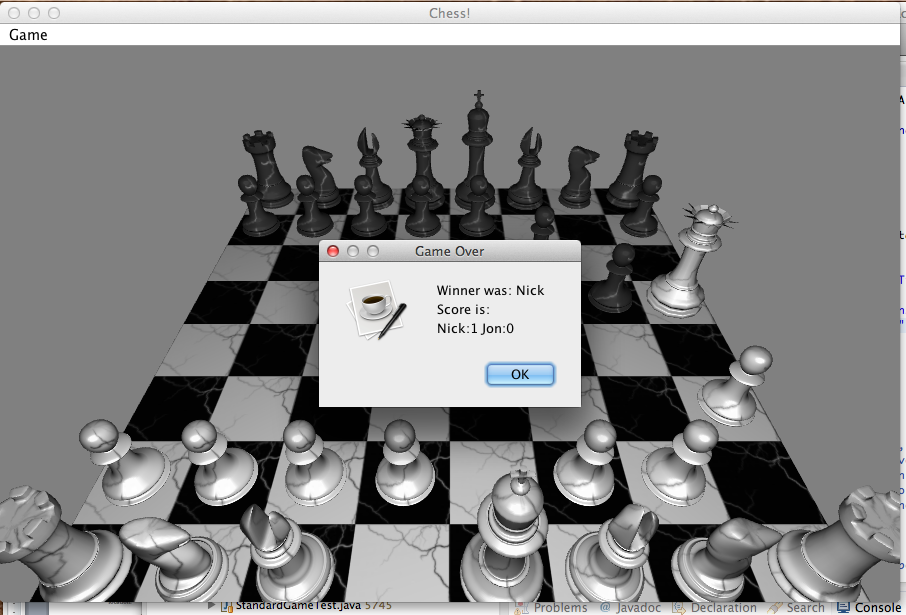 Chess!
Game
Game Over
Winner was: Nick
Score is:
Nick:1 Jon:0
OK
StandardGameTest.java 5745
Problems @ Javadoc Declaration Search Console